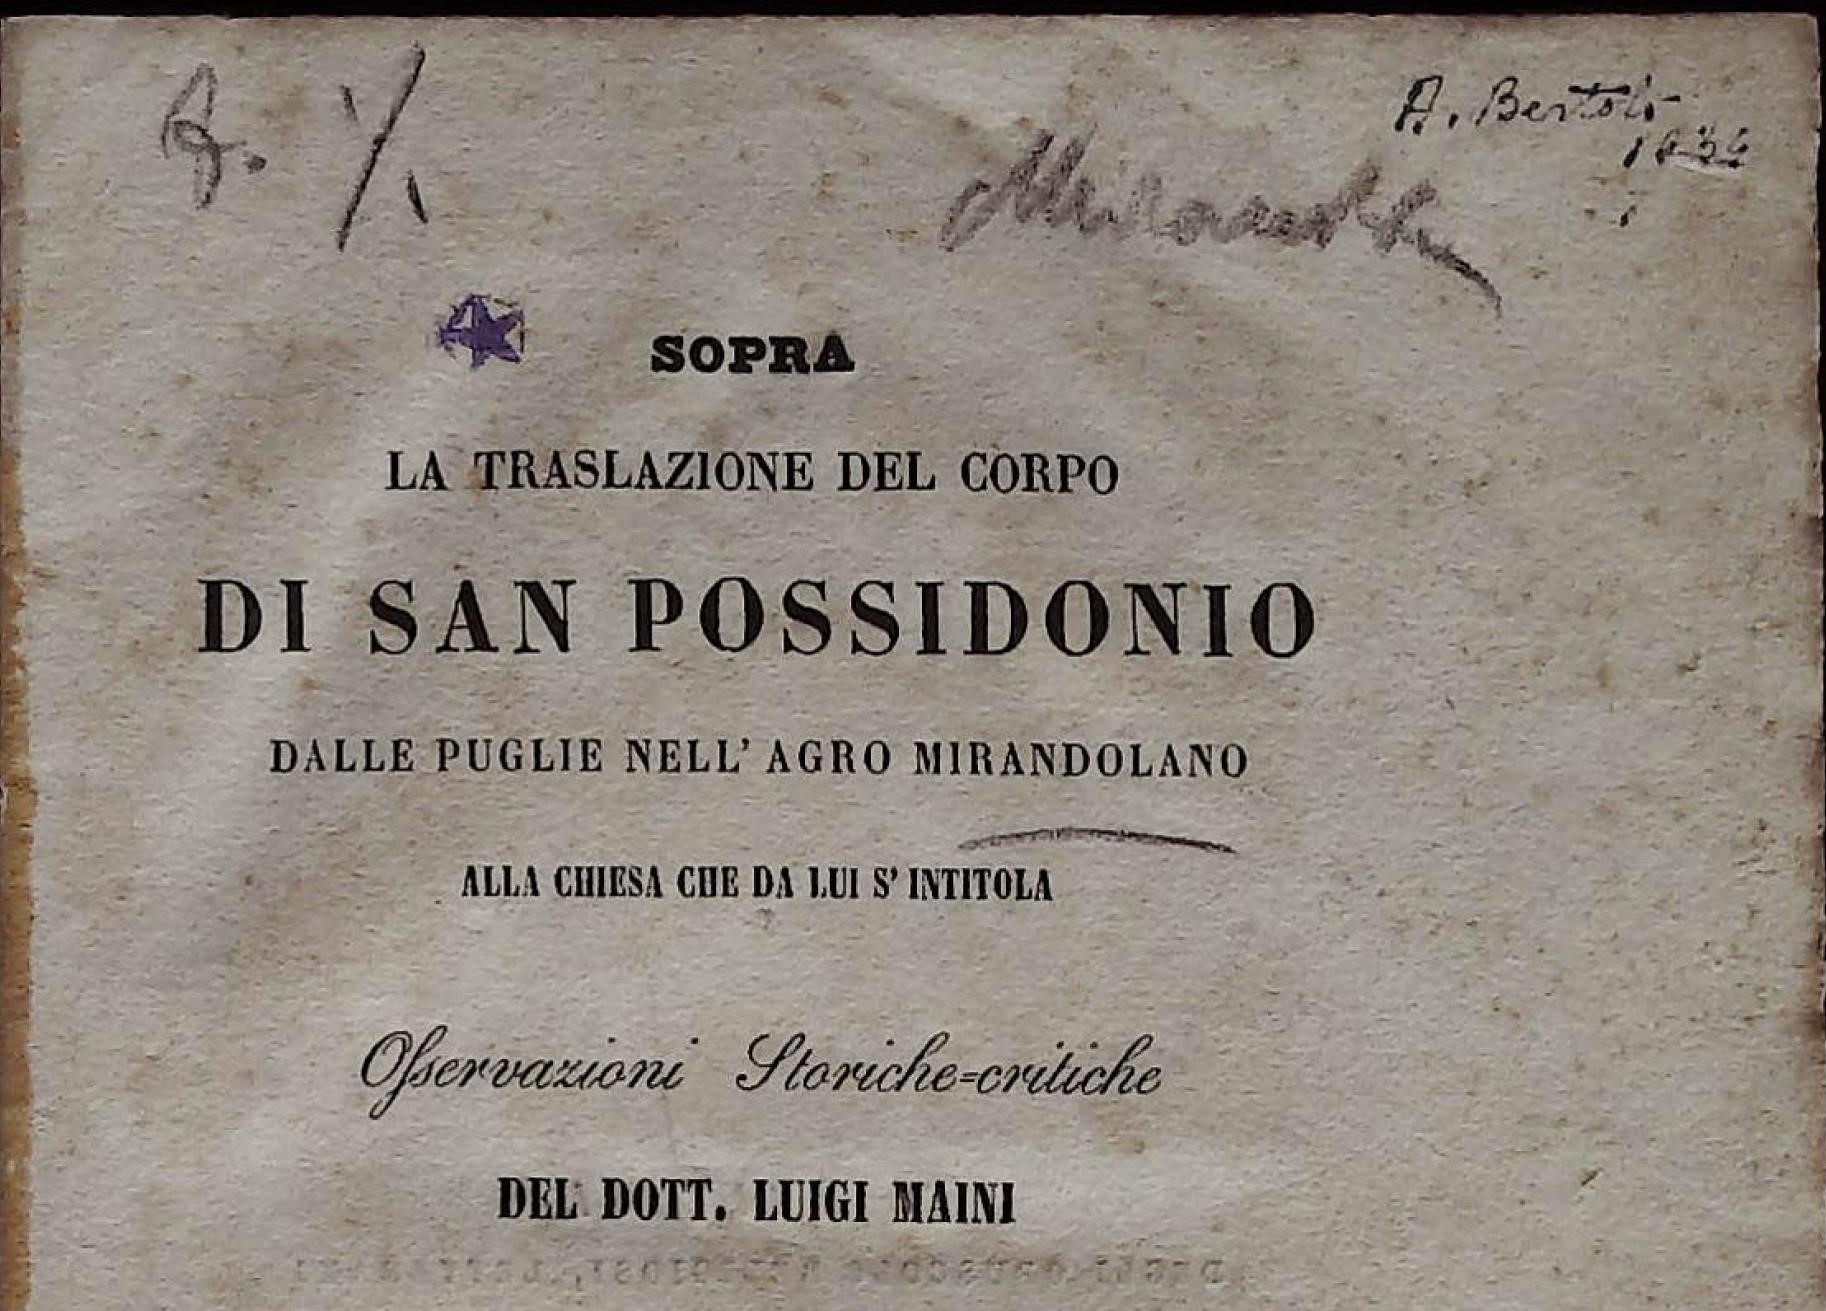 A. Bertoli
SOPRA
LA TRASLAZIONE DEL CORPO
DI SAN POSSIDONIO
DALLE PUGLIE NELL' AGRO MIRANDOLANO
ALLA CHIESA CHE DA LUI S' INTITOLA
Osservazioni Storiche=critiche
DEL DOTT. LUIGI MAINI